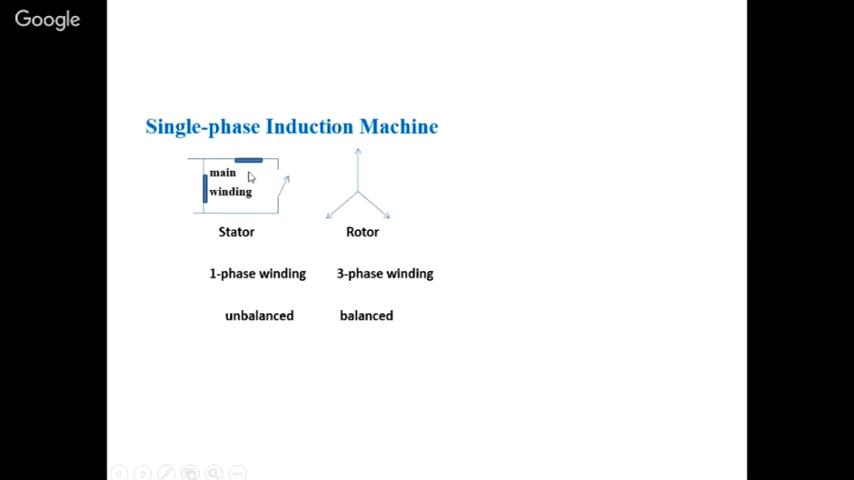 Google
Single-phase Induction Machine
main
winding
Stator Rotor
1-phase winding 3-phase winding
unbalanced balanced